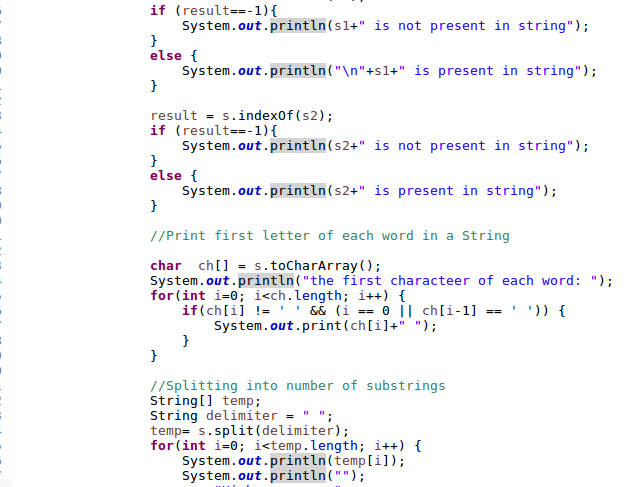 if (result==-1){
System.out.println(s1+" is not present in string");
}
else {
System.out.println("\n"+s1+" is present in string");
}
result = s.indexOf(s2);
if (result==-1){
System.out.println(s2+" is not present in string");
}
else {
System.out.println(s2+" is present in string");
}
//Print first letter of each word in a String
char  ch[] = s.toCharArray();
System.out.println("the first characteer of each word: ");
for(int i=0; i<ch.length; i++) {
if(ch[i] != ' ' && (i == 0 || ch[i-1] == ' ')) {
System.out.print(ch[i]+" ");
}
}
//Splitting into number of substrings
String[] temp;
String delimiter = " ";
temp= s.split(delimiter);
for(int i=0; i<temp.length; i++) {
System.out.println(temp[i]);
System.out.println("");